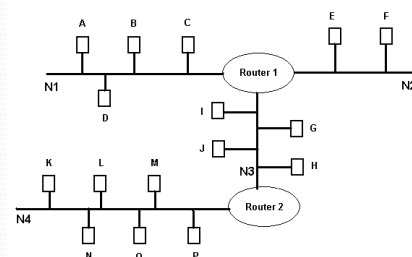 E F
A B C
Router 1
N1 N2
D
I
G
J
N3 H
K L M
Router 2
N4
N O P